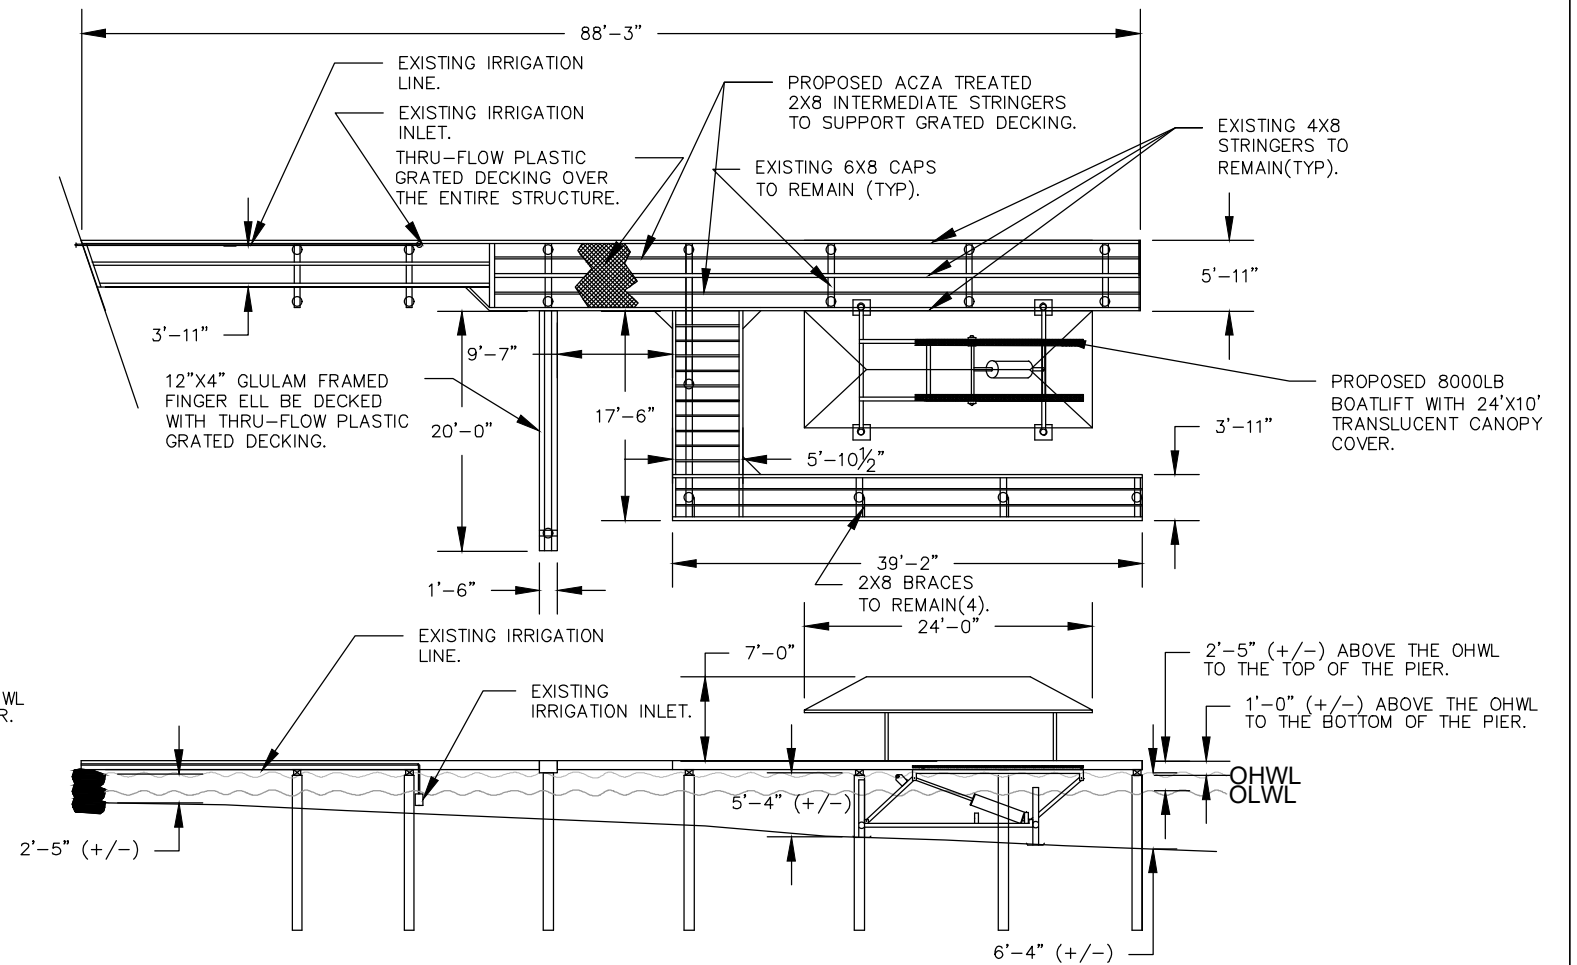 88'-3"
EXISTING IRRIGATION
LINE.
EXISTING IRRIGATION
INLET.
THRU-FLOW PLASTIC
GRATED DECKING OVER
THE ENTIRE STRUCTURE.
PROPOSED ACZA TREATED
2X8 INTERMEDIATE STRINGERS
TO SUPPORT GRATED DECKING.
EXISTING 6X8 CAPS
TO REMAIN (TYP).
EXISTING 4X8
STRINGERS TO
REMAIN(TYP).
5'-11"
3'-11"
9'-7"
12"X4" GLULAM FRAMED
FINGER ELL BE DECKED
WITH THRU-FLOW PLASTIC
GRATED DECKING.
20'-0"
17'-6"
5'-10½"
PROPOSED 8000LB
BOATLIFT WITH 24'X10'
TRANSLUCENT CANOPY
COVER.
3'-11"
39'-2"
1'-6"
2X8 BRACES
TO REMAIN(4).
24'-0"
EXISTING IRRIGATION
LINE.
7'-0"
2'-5" (+/-) ABOVE THE OHWL
TO THE TOP OF THE PIER.
EXISTING
IRRIGATION INLET.
1'-0" (+/-) ABOVE THE OHWL
TO THE BOTTOM OF THE PIER.
WL
R.
OHWL
OLWL
5'-4" (+/-)
2'-5" (+/-)
6'-4" (+/-)